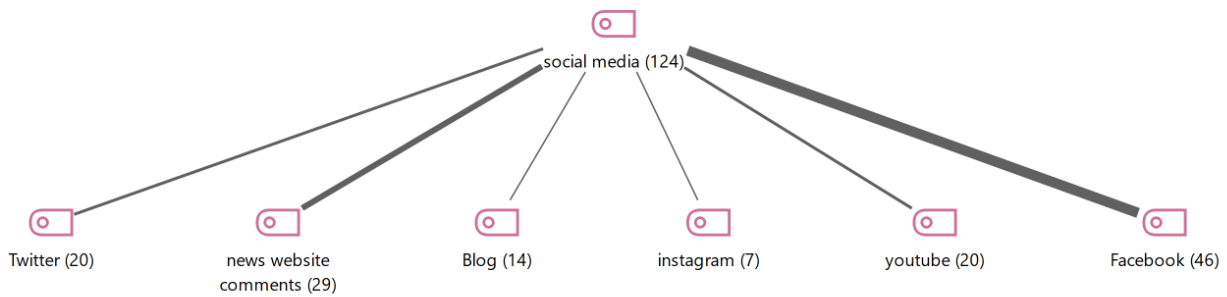 social media (124)
Twitter (20)
news website
comments (29)
Blog (14)
instagram (7)
youtube (20)
Facebook (46)